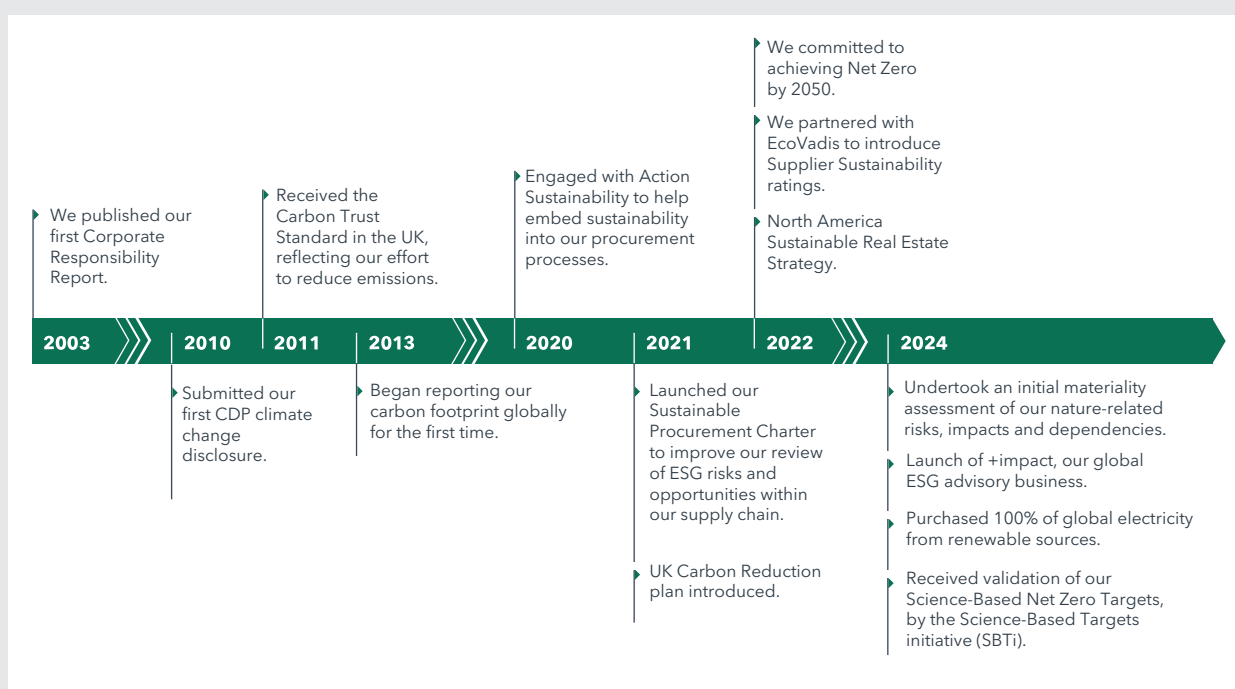 We published our
first Corporate
Responsibility
Report.
Received the
Carbon Trust
Standard in the UK,
reflecting our effort
to reduce emissions.
Engaged with Action
Sustainability to help
embed sustainability
into our procurement
processes.
We committed to
achieving Net Zero
by 2050.
We partnered with
EcoVadis to introduce
Supplier Sustainability
ratings.
North America
Sustainable Real Estate
Strategy.
2003
2010
2011
2013
2020
2021
2022
2024
Submitted our
first CDP climate
change
disclosure.
Began reporting our
carbon footprint globally
for the first time.
Launched our
Sustainable
Procurement Charter
to improve our review
of ESG risks and
opportunities within
our supply chain.
UK Carbon Reduction
plan introduced.
Undertook an initial materiality
assessment of our nature-related
risks, impacts and dependencies.
Launch of +impact, our global
ESG advisory business.
Purchased 100% of global electricity
from renewable sources.
Received validation of our
Science-Based Net Zero Targets,
by the Science-Based Targets
initiative (SBTi).